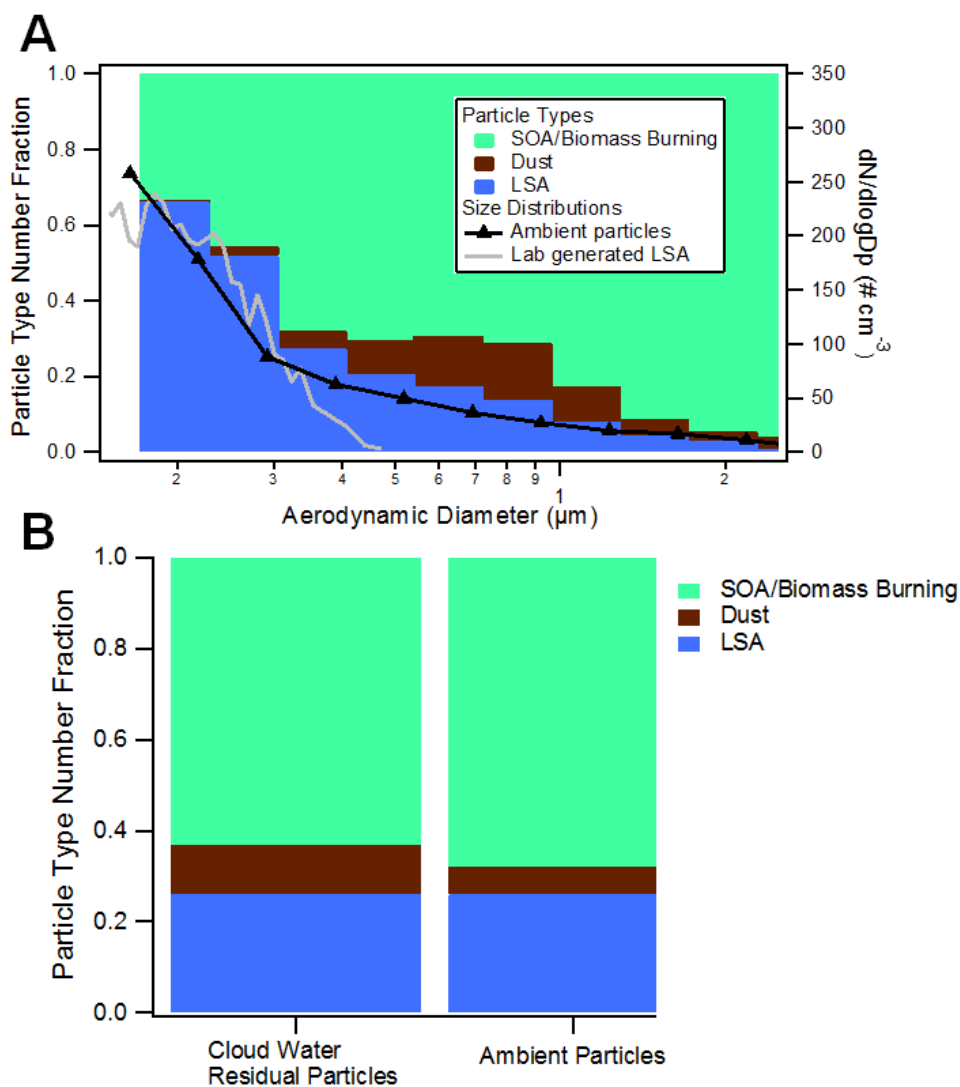 A
1.0
0.8
0.6
0.4
0.2
0.0
Particle Type Number Fraction
Particle Types
SOA/Biomass Burning
Dust
LSA
Size Distributions
Ambient particles
Lab generated LSA
350
300
250
200
150
100
50
0
dN/dlogDp (# cm⁻³)
2 3 4 5 6 7 8 9 1 2
Aerodynamic Diameter (µm)
B
1.0
0.8
0.6
0.4
0.2
0.0
Particle Type Number Fraction
SOA/Biomass Burning
Dust
LSA
Cloud Water
Residual Particles
Ambient Particles